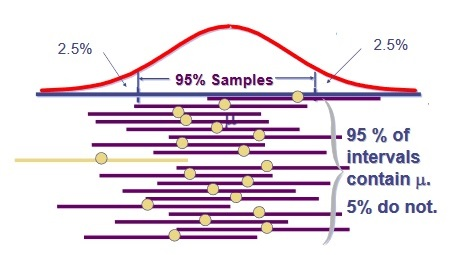 2.5%
2.5%
95% Samples
μ
95 % of
intervals
contain μ.
5% do not.